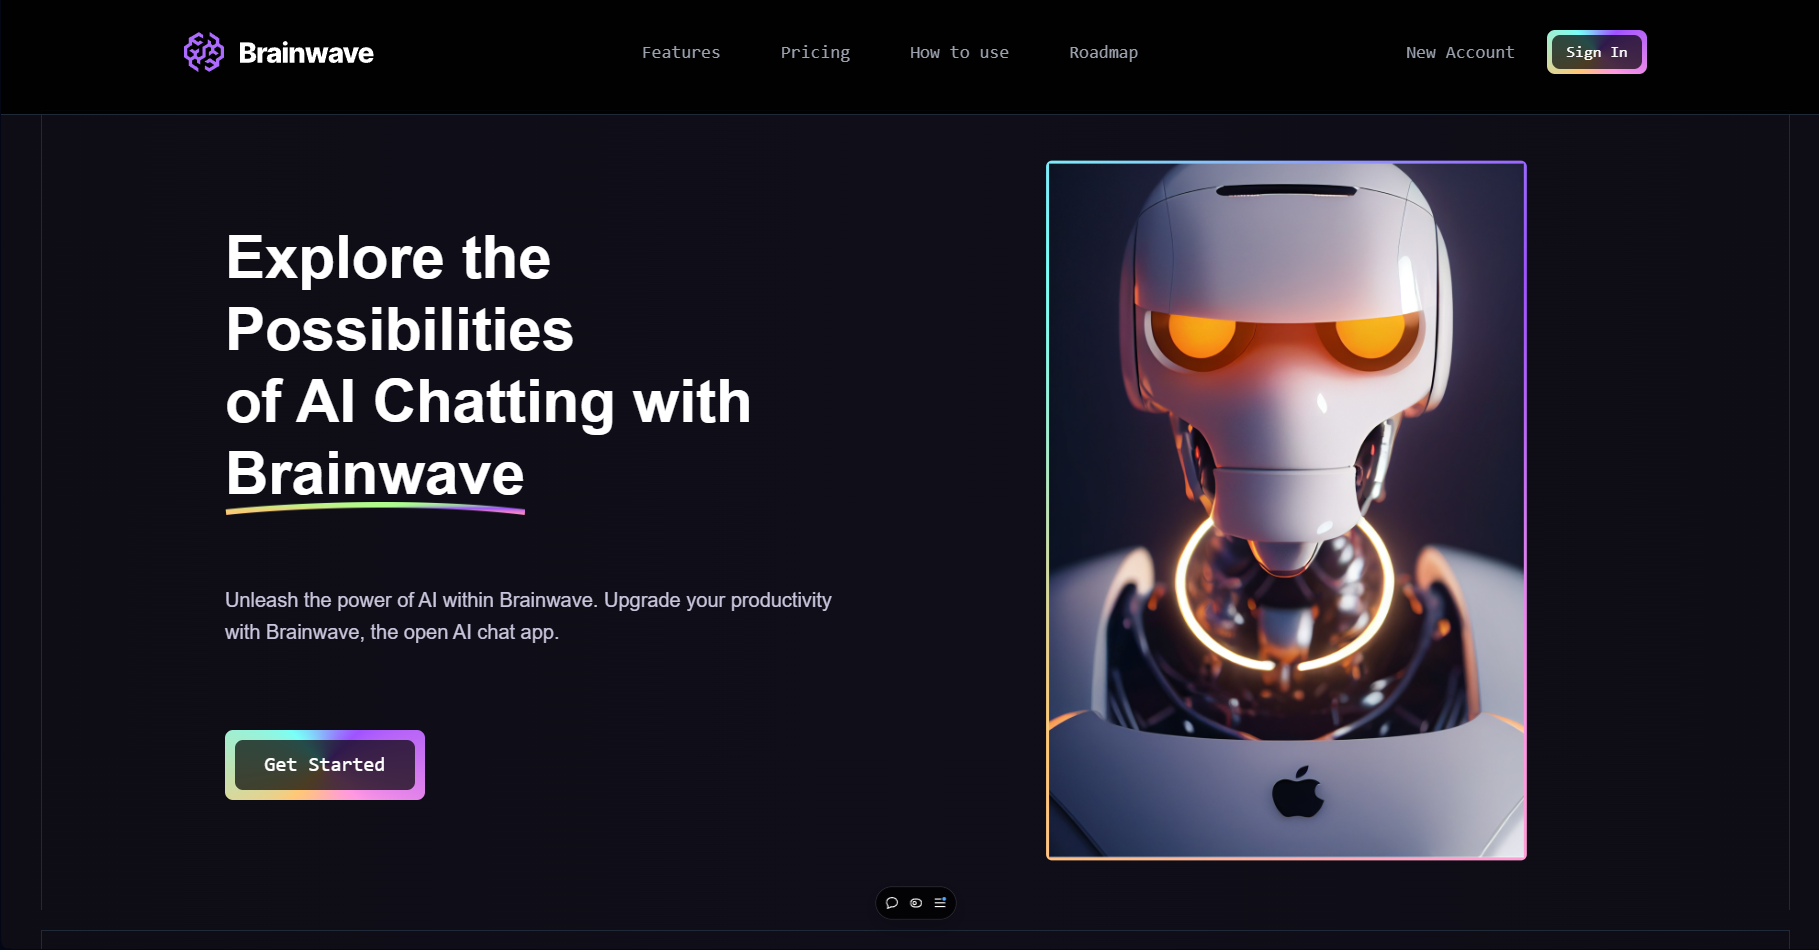 Brainwave
Features
Pricing
How to use
Roadmap
New Account
Sign In
Explore the
Possibilities
of AI Chatting with
Brainwave
Unleash the power of AI within Brainwave. Upgrade your productivity
with Brainwave, the open AI chat app.
Get Started